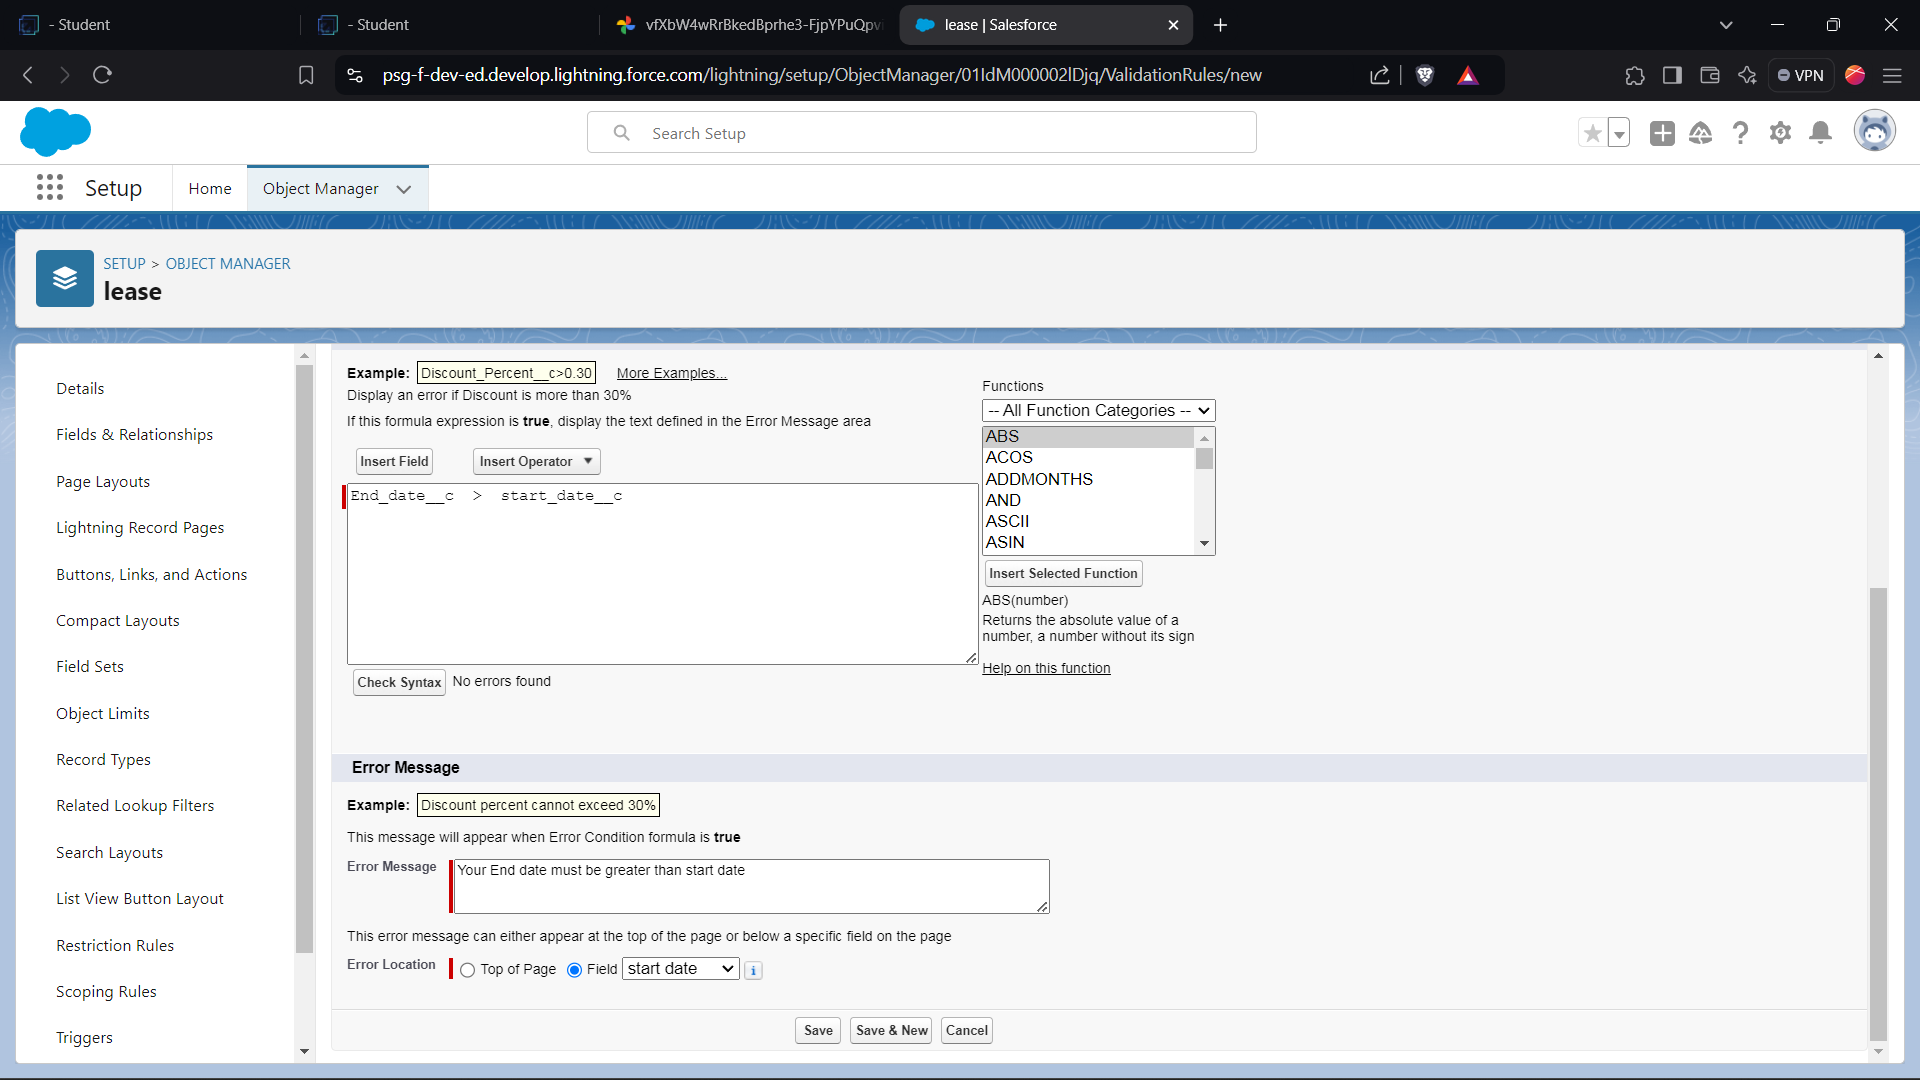 - Student
- Student
vfXbW4wRrBkedBprhe3-FjpYPuQpv
lease | Salesforce
psg-f-dev-ed.develop.lightning.force.com/lightning/setup/ObjectManager/01IdM000002lDjq/ValidationRules/new
VPN
Search Setup
Setup
Home
Object Manager
SETUP > OBJECT MANAGER
lease
Details
Fields & Relationships
Page Layouts
Lightning Record Pages
Buttons, Links, and Actions
Compact Layouts
Field Sets
Object Limits
Record Types
Related Lookup Filters
Search Layouts
List View Button Layout
Restriction Rules
Scoping Rules
Triggers
Example: Discount_Percent__c>0.30 More Examples...
Display an error if Discount is more than 30%
If this formula expression is true, display the text defined in the Error Message area
Insert Field Insert Operator
End_date__c > start_date__c
Check Syntax No errors found
Functions
-- All Function Categories --
ABS
ACOS
ADDMONTHS
AND
ASCII
ASIN
Insert Selected Function
ABS(number)
Returns the absolute value of a
number, a number without its sign
Help on this function
Error Message
Example: Discount percent cannot exceed 30%
This message will appear when Error Condition formula is true
Error Message Your End date must be greater than start date
This error message can either appear at the top of the page or below a specific field on the page
Error Location Top of Page Field start date i
Save Save & New Cancel